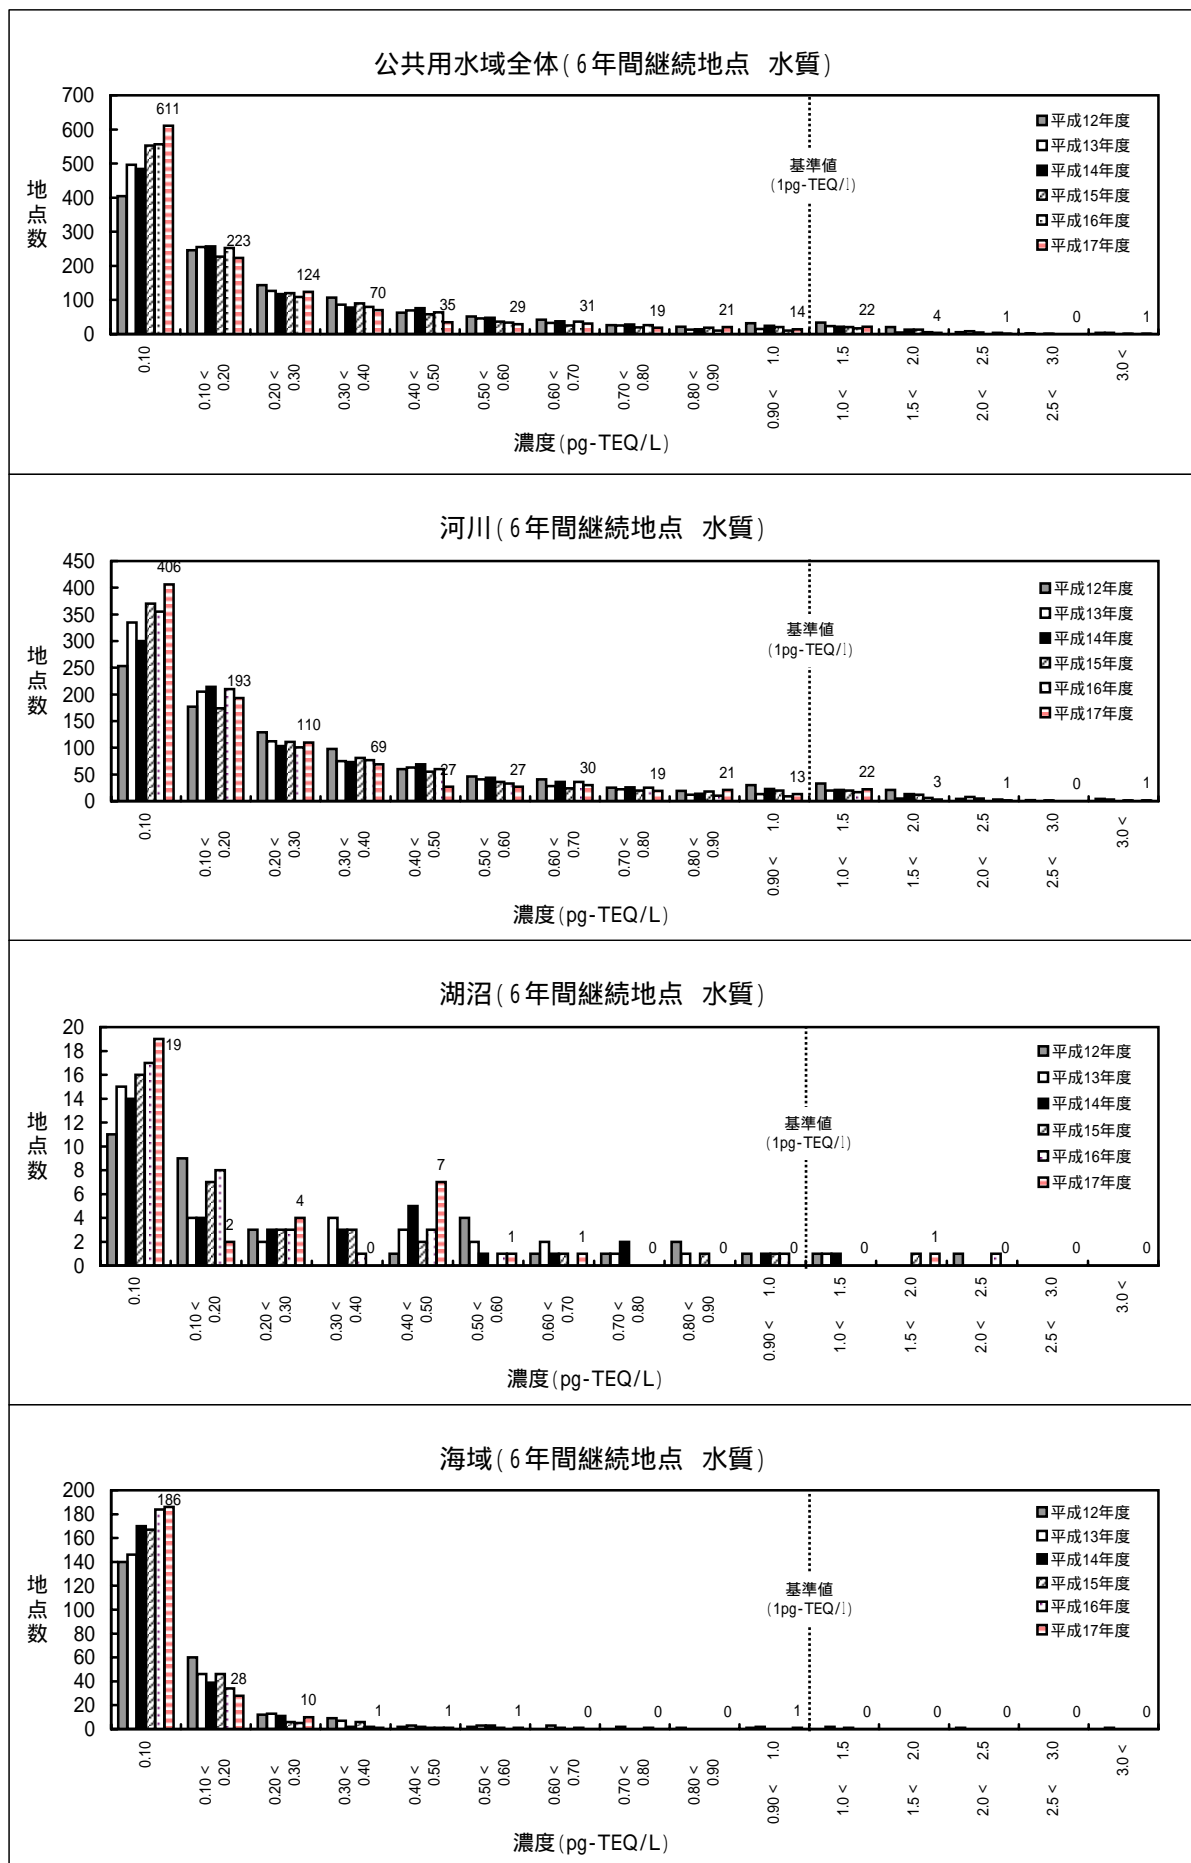 公共用水域全体(6年間継続地点 水質)
700
600
500
400
300
200
100
0
地点数
611
223
124
70
35
29
31
19
21
14
22
4
1
0
1
基準値
(1pg-TEQ/l)
平成12年度
平成13年度
平成14年度
平成15年度
平成16年度
平成17年度
0.10
0.10 < 0.20
0.20 < 0.30
0.30 < 0.40
0.40 < 0.50
0.50 < 0.60
0.60 < 0.70
0.70 < 0.80
0.80 < 0.90
0.90 < 1.0
1.0 < 1.5
1.5 < 2.0
2.0 < 2.5
2.5 < 3.0
3.0 <
濃度(pg-TEQ/L)
河川(6年間継続地点 水質)
450
400
350
300
250
200
150
100
50
0
地点数
406
193
110
69
27
27
30
19
21
13
22
3
1
0
1
基準値
(1pg-TEQ/l)
平成12年度
平成13年度
平成14年度
平成15年度
平成16年度
平成17年度
0.10
0.10 < 0.20
0.20 < 0.30
0.30 < 0.40
0.40 < 0.50
0.50 < 0.60
0.60 < 0.70
0.70 < 0.80
0.80 < 0.90
0.90 < 1.0
1.0 < 1.5
1.5 < 2.0
2.0 < 2.5
2.5 < 3.0
3.0 <
濃度(pg-TEQ/L)
湖沼(6年間継続地点 水質)
20
18
16
14
12
10
8
6
4
2
0
地点数
19
2
4
0
7
1
1
0
0
0
0
1
0
0
0
基準値
(1pg-TEQ/l)
平成12年度
平成13年度
平成14年度
平成15年度
平成16年度
平成17年度
0.10
0.10 < 0.20
0.20 < 0.30
0.30 < 0.40
0.40 < 0.50
0.50 < 0.60
0.60 < 0.70
0.70 < 0.80
0.80 < 0.90
0.90 < 1.0
1.0 < 1.5
1.5 < 2.0
2.0 < 2.5
2.5 < 3.0
3.0 <
濃度(pg-TEQ/L)
海域(6年間継続地点 水質)
200
180
160
140
120
100
80
60
40
20
0
地点数
186
28
10
1
1
1
0
0
0
1
0
0
0
0
0
基準値
(1pg-TEQ/l)
平成12年度
平成13年度
平成14年度
平成15年度
平成16年度
平成17年度
0.10
0.10 < 0.20
0.20 < 0.30
0.30 < 0.40
0.40 < 0.50
0.50 < 0.60
0.60 < 0.70
0.70 < 0.80
0.80 < 0.90
0.90 < 1.0
1.0 < 1.5
1.5 < 2.0
2.0 < 2.5
2.5 < 3.0
3.0 <
濃度(pg-TEQ/L)